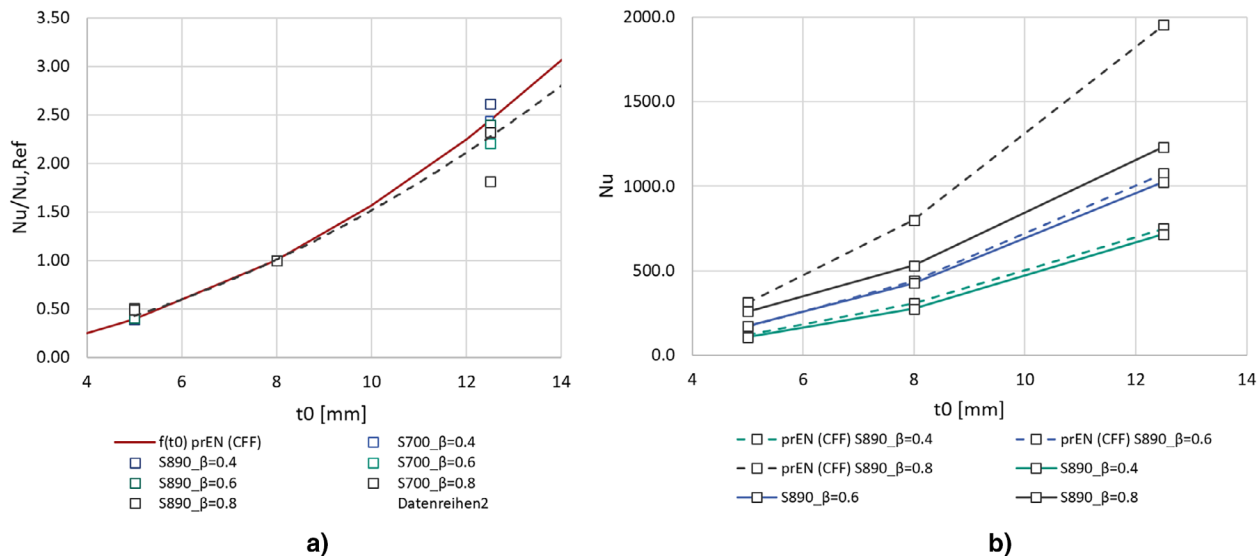 3.50
3.00
2.50
2.00
1.50
1.00
0.50
0.00
Nu/Nu,Ref
4 6 8 10 12 14
t0 [mm]
f(t0) prEN (CFF) S700_β=0.4
S890_β=0.4 S700_β=0.6
S890_β=0.6 S700_β=0.8
S890_β=0.8 Datenreihen2
a)
2000.0
1500.0
1000.0
500.0
0.0
Nu
4 6 8 10 12 14
t0 [mm]
prEN (CFF) S890_β=0.4 prEN (CFF) S890_β=0.6
prEN (CFF) S890_β=0.8 S890_β=0.4
S890_β=0.6 S890_β=0.8
b)